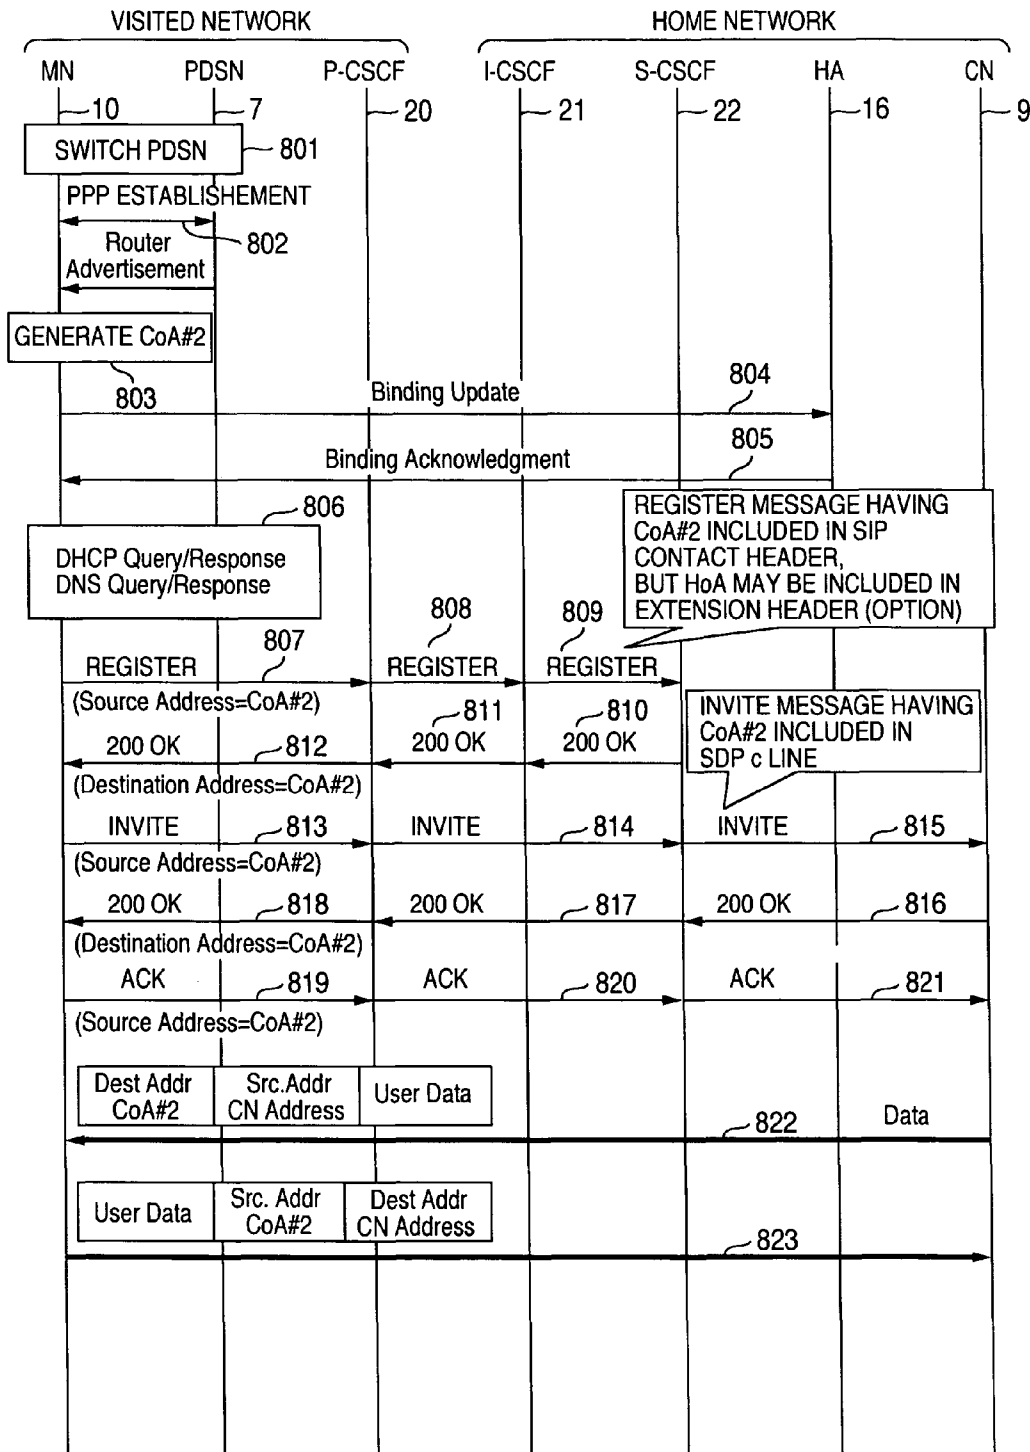 VISITED NETWORK
HOME NETWORK
MN
PDSN
P-CSCF
I-CSCF
S-CSCF
HA
CN
10
7
20
21
22
16
9
SWITCH PDSN
801
PPP ESTABLISHEMENT
802
Router
Advertisement
GENERATE CoA#2
803
Binding Update
804
Binding Acknowledgment
805
806
DHCP Query/Response
DNS Query/Response
REGISTER MESSAGE HAVING
CoA#2 INCLUDED IN SIP
CONTACT HEADER,
BUT HoA MAY BE INCLUDED IN
EXTENSION HEADER (OPTION)
REGISTER
807
REGISTER
808
REGISTER
809
(Source Address=CoA#2)
INVITE MESSAGE HAVING
CoA#2 INCLUDED IN
SDP c LINE
200 OK
812
200 OK
811
200 OK
810
(Destination Address=CoA#2)
INVITE
813
INVITE
814
INVITE
815
(Source Address=CoA#2)
200 OK
818
200 OK
817
200 OK
816
(Destination Address=CoA#2)
ACK
819
ACK
820
ACK
821
(Source Address=CoA#2)
Dest Addr
CoA#2
Src.Addr
CN Address
User Data
822
Data
User Data
Src. Addr
CoA#2
Dest Addr
CN Address
823